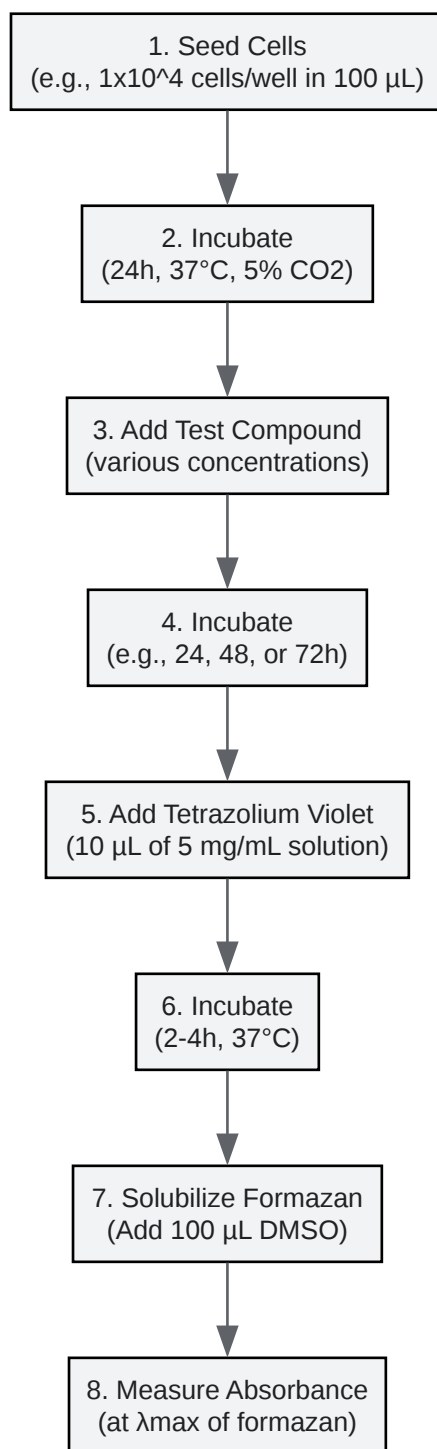 1. Seed Cells
(e.g., 1x10^4 cells/well in 100 µL)
2. Incubate
(24h, 37°C, 5% CO2)
3. Add Test Compound
(various concentrations)
4. Incubate
(e.g., 24, 48, or 72h)
5. Add Tetrazolium Violet
(10 µL of 5 mg/mL solution)
6. Incubate
(2-4h, 37°C)
7. Solubilize Formazan
(Add 100 µL DMSO)
8. Measure Absorbance
(at λmax of formazan)